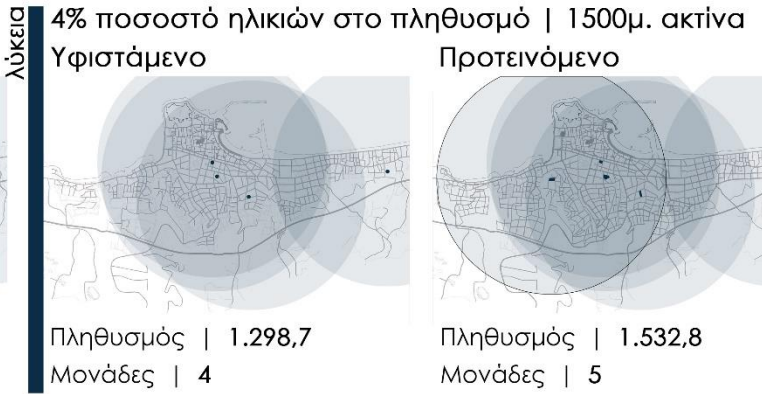 λύκεια
4% ποσοστό ηλικιών στο πληθυσμό | 1500μ. ακτίνα
Υφιστάμενο
Προτεινόμενο
Πληθυσμός | 1.298,7
Μονάδες | 4
Πληθυσμός | 1.532,8
Μονάδες | 5